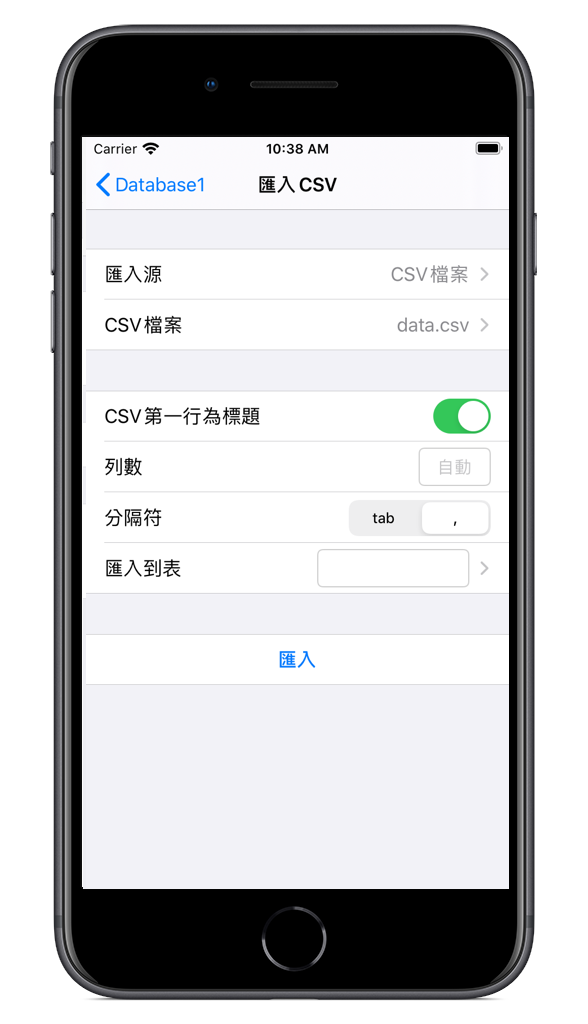 Carrier 10:38 AM
Database1 匯入 CSV
匯入源 CSV檔案
CSV檔案 data.csv
CSV第一行為標題
列數 自動
分隔符 tab ,
匯入到表
匯入